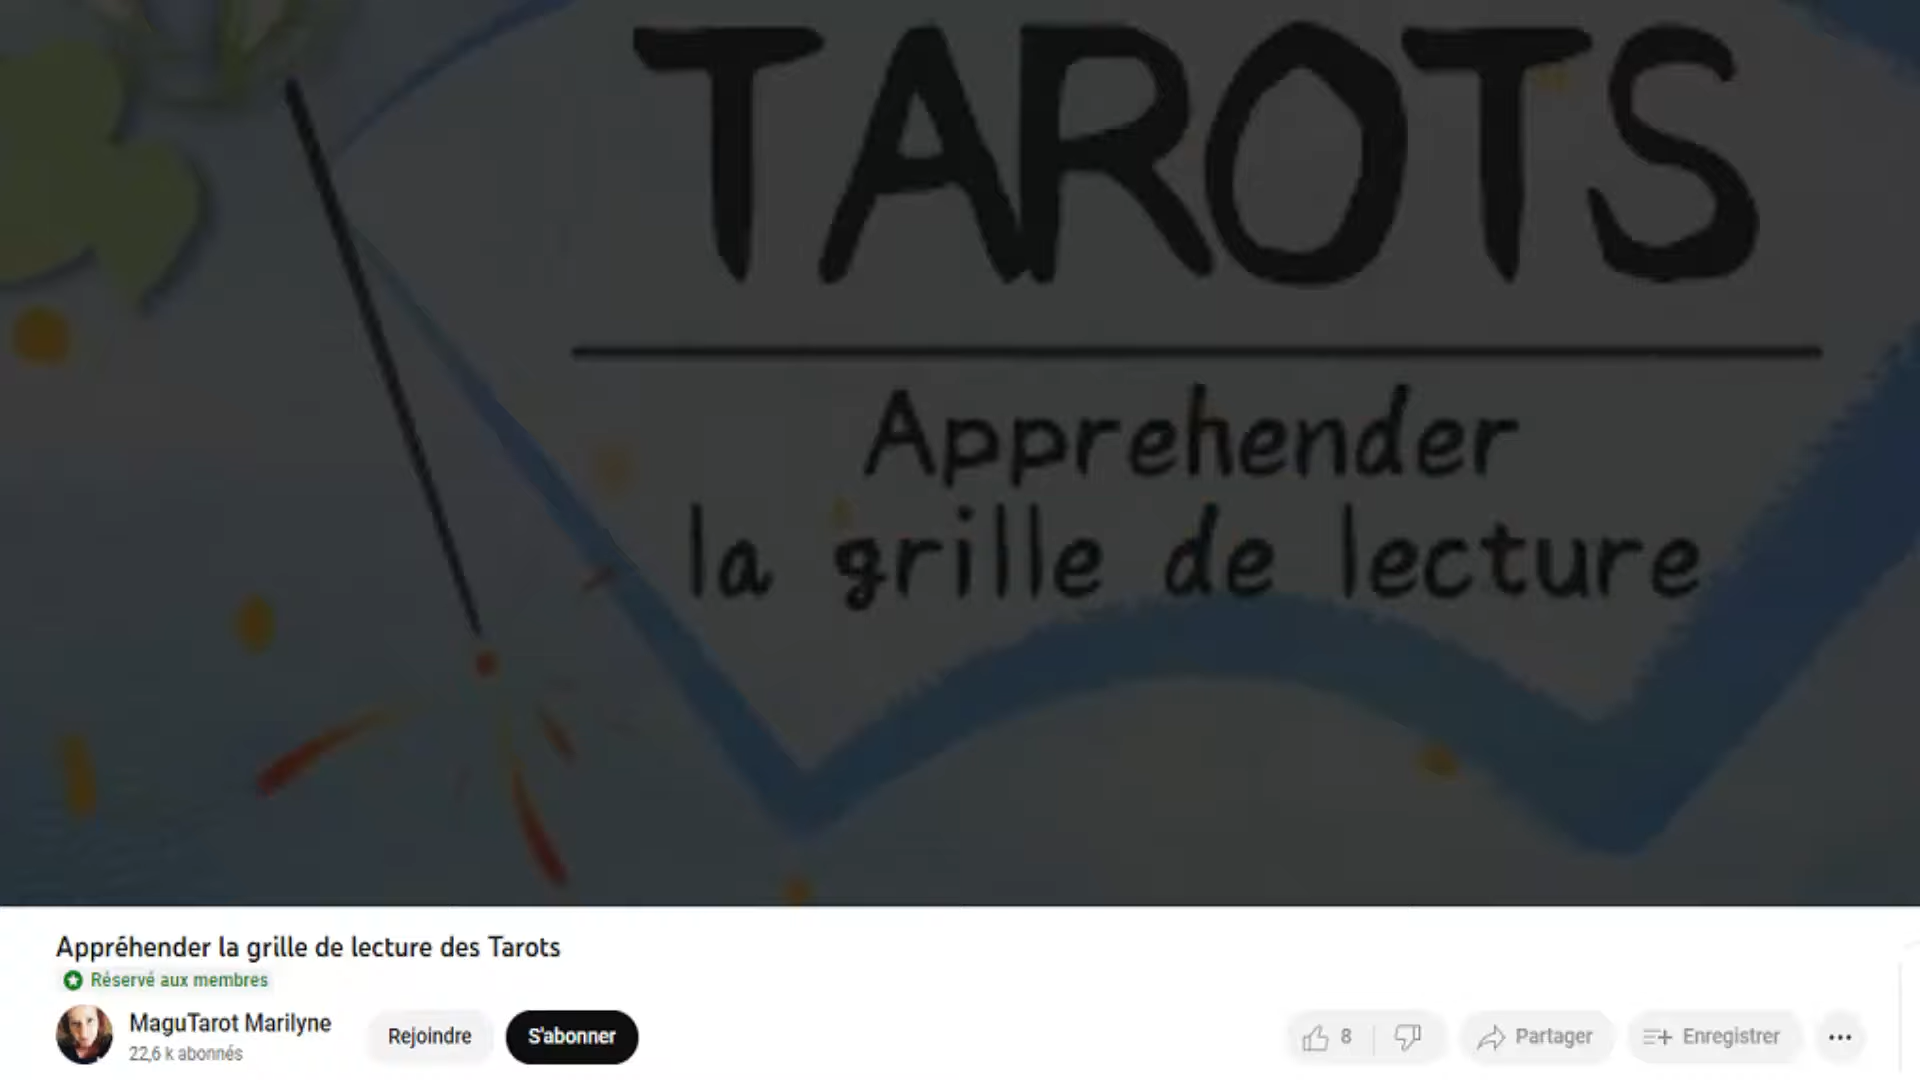 TAROTS
Apprehender
la grille de lecture
Appréhender la grille de lecture des Tarots
Réservé aux membres
MaguTarot Marilyne
22,6 k abonnés
Rejoindre
S'abonner
8
Partager
Enregistrer